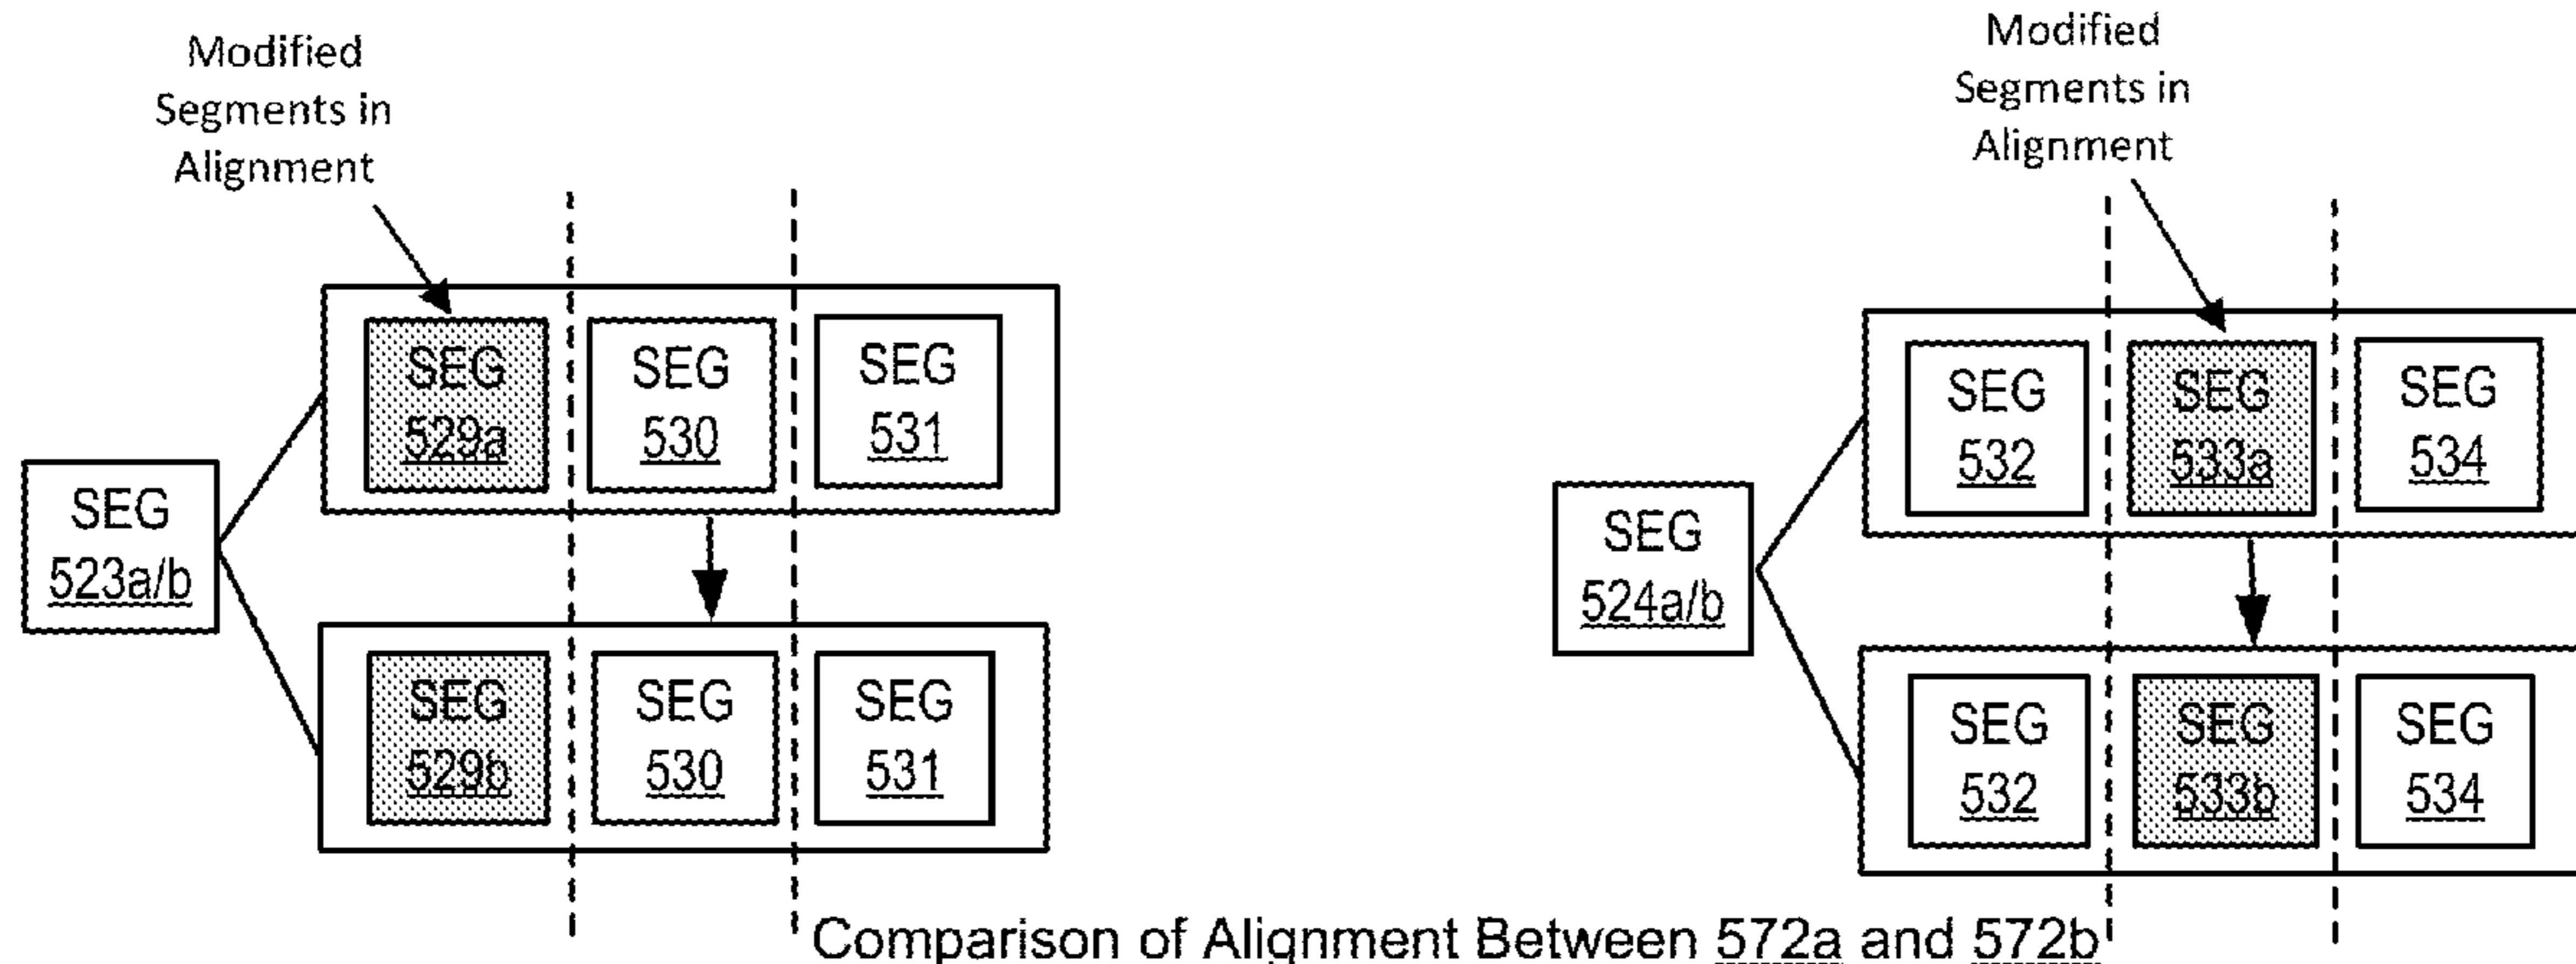 Modified
Segments in
Alignment
SEG
529a
SEG
530
SEG
531
SEG
523a/b
SEG
529b
SEG
530
SEG
531
Modified
Segments in
Alignment
SEG
532
SEG
533a
SEG
534
SEG
524a/b
SEG
532
SEG
533b
SEG
534
Comparison of Alignment Between 572a and 572b